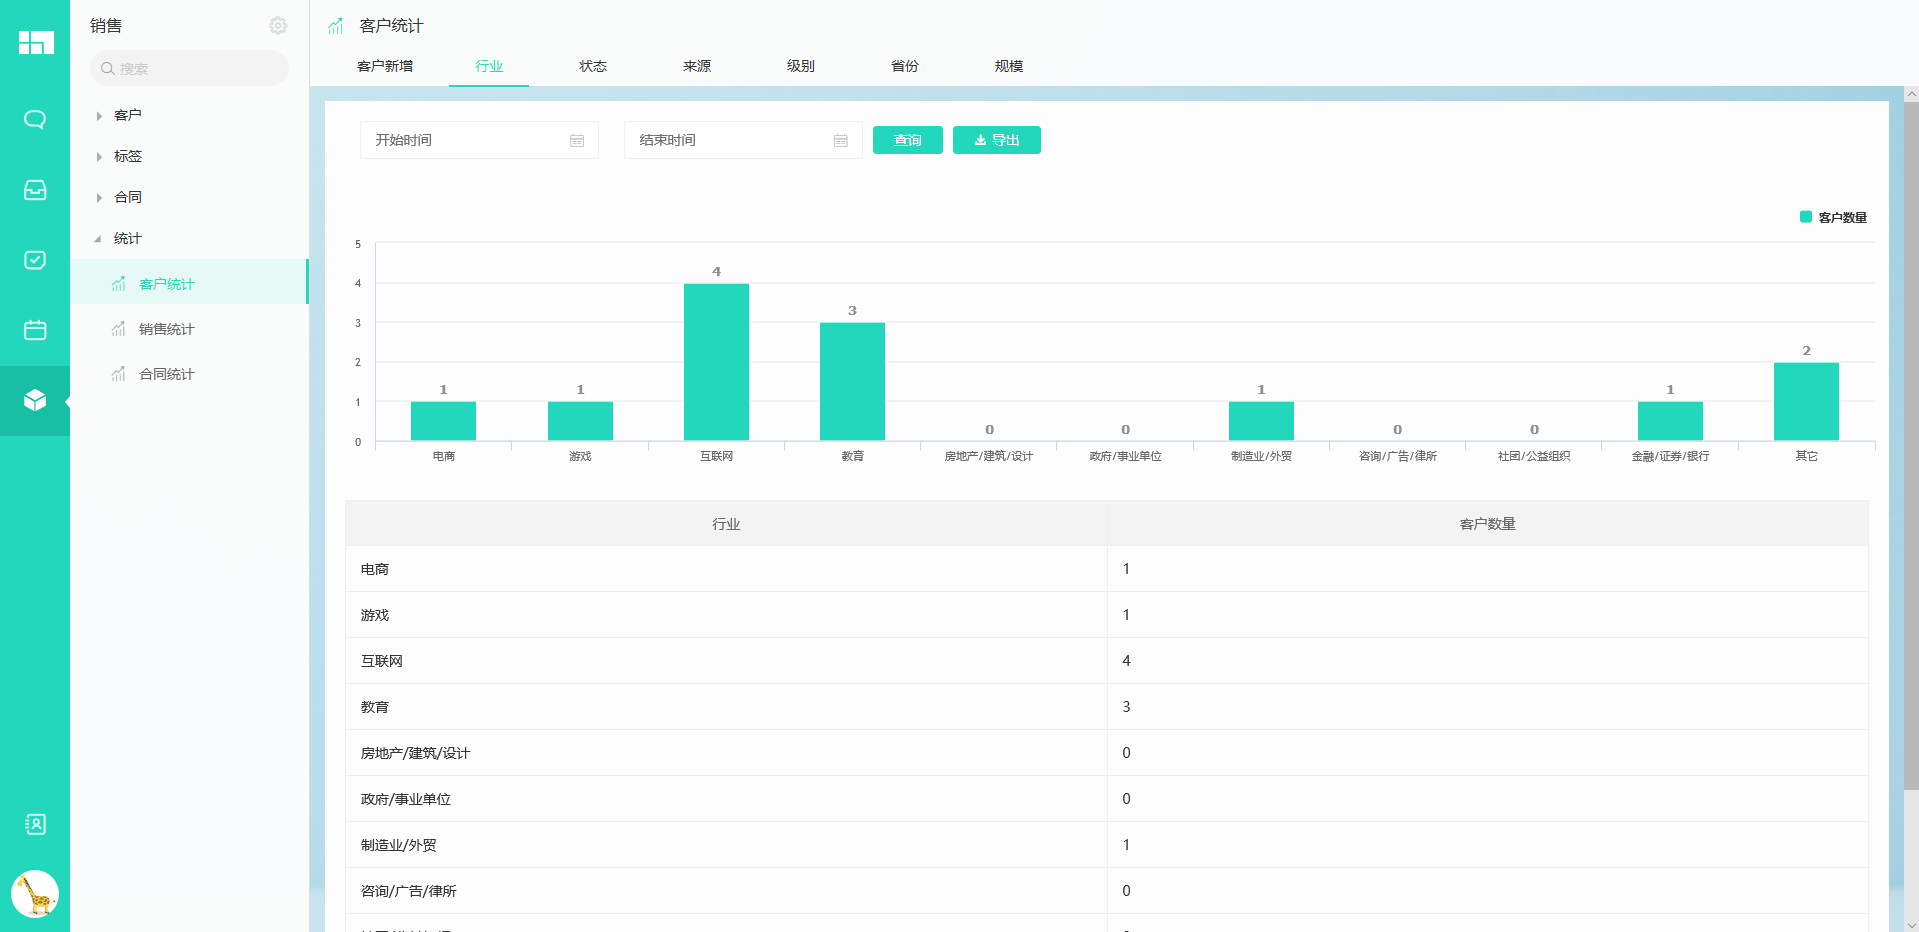 销售
搜索
客户
标签
合同
统计
客户统计
销售统计
合同统计
客户统计
客户新增 行业 状态 来源 级别 省份 规模
开始时间 结束时间 查询 导出
客户数量
5
4
3
2
1
0
1 1 4 3 0 0 1 0 0 1 2
电商 游戏 互联网 教育 房地产/建筑/设计 政府/事业单位 制造业/外贸 咨询/广告/律所 社团/公益组织 金融/证券/银行 其它
行业 客户数量
电商 1
游戏 1
互联网 4
教育 3
房地产/建筑/设计 0
政府/事业单位 0
制造业/外贸 1
咨询/广告/律所 0